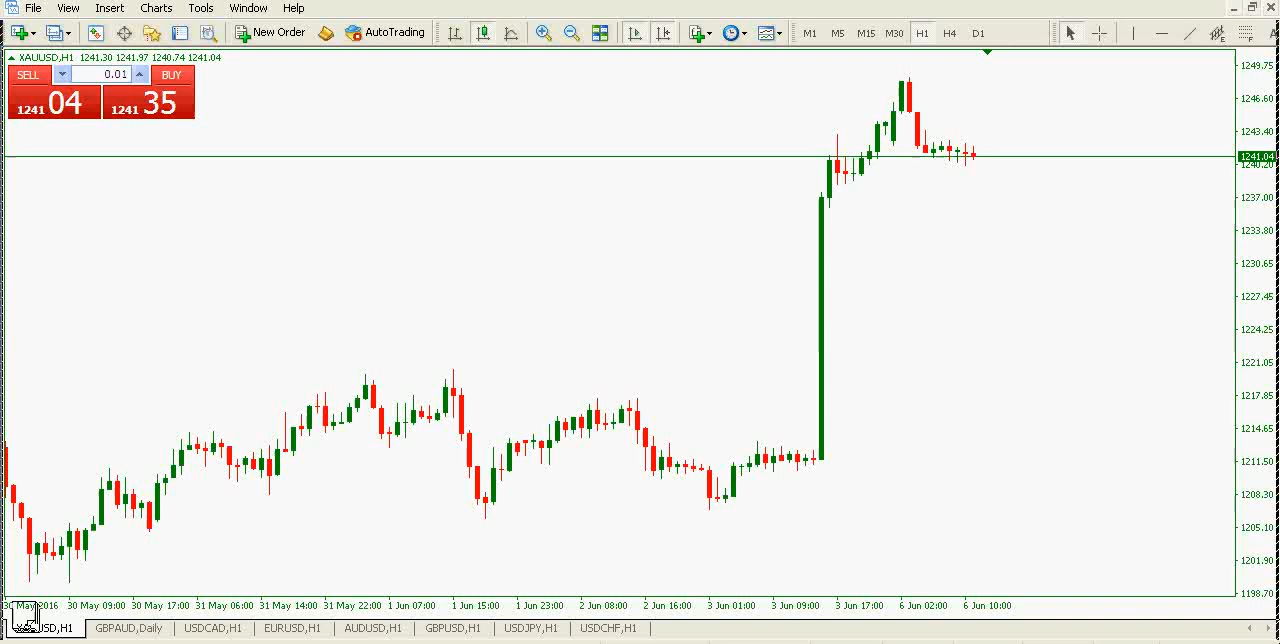 File View Insert Charts Tools Window Help
New Order AutoTrading M1 M5 M15 M30 H1 H4 D1
XAUUSD,H1 1241.30 1241.97 1240.74 1241.04
SELL 0.01 BUY
1241 04 1241 35
1249.75
1246.60
1243.40
1241.04
1240.20
1237.00
1233.80
1230.65
1227.45
1224.25
1221.05
1217.85
1214.65
1211.50
1208.30
1205.10
1201.90
1198.70
30 May 2016 30 May 09:00 30 May 17:00 31 May 06:00 31 May 14:00 31 May 22:00 1 Jun 07:00 1 Jun 15:00 1 Jun 23:00 2 Jun 08:00 2 Jun 16:00 3 Jun 01:00 3 Jun 09:00 3 Jun 17:00 6 Jun 02:00 6 Jun 10:00
GBPAUD,Daily USDCAD,H1 EURUSD,H1 AUDUSD,H1 GBPUSD,H1 USDJPY,H1 USDCHF,H1